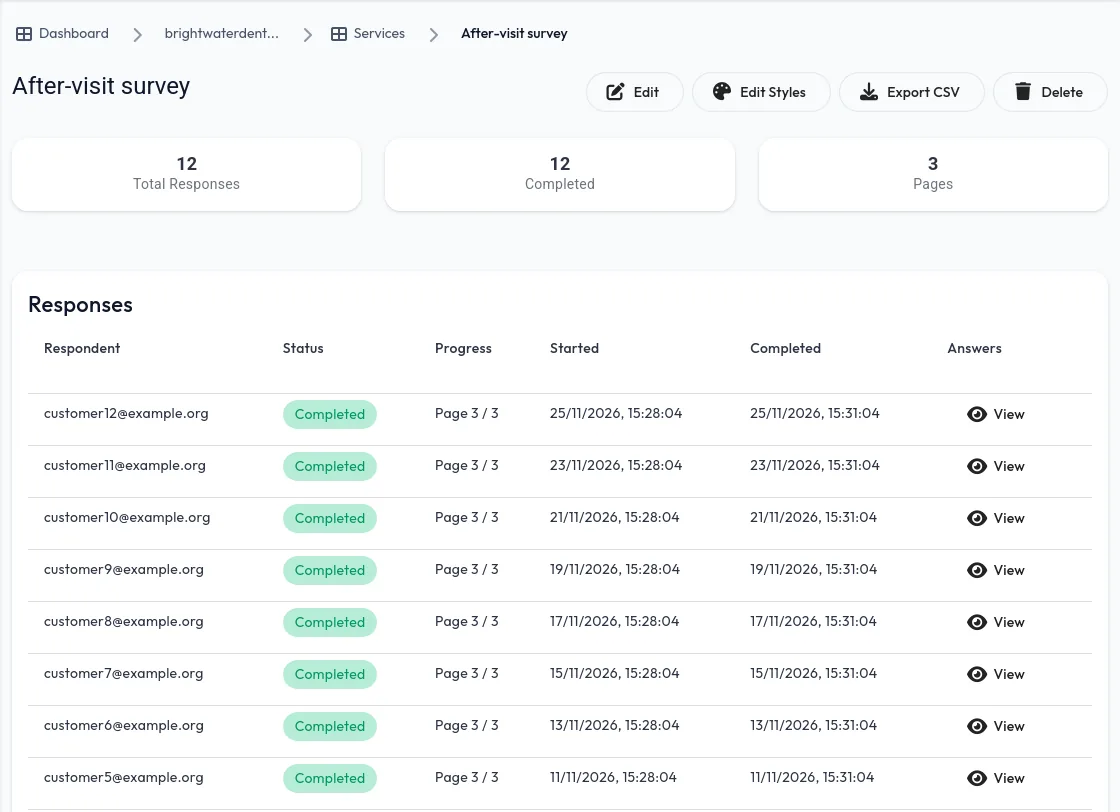 Dashboard > brightwaterdent... > Services > After-visit survey
After-visit survey
Edit
Edit Styles
Export CSV
Delete
12
Total Responses
12
Completed
3
Pages
Responses
Respondent Status Progress Started Completed Answers
customer12@example.org Completed Page 3 / 3 25/11/2026, 15:28:04 25/11/2026, 15:31:04 View
customer11@example.org Completed Page 3 / 3 23/11/2026, 15:28:04 23/11/2026, 15:31:04 View
customer10@example.org Completed Page 3 / 3 21/11/2026, 15:28:04 21/11/2026, 15:31:04 View
customer9@example.org Completed Page 3 / 3 19/11/2026, 15:28:04 19/11/2026, 15:31:04 View
customer8@example.org Completed Page 3 / 3 17/11/2026, 15:28:04 17/11/2026, 15:31:04 View
customer7@example.org Completed Page 3 / 3 15/11/2026, 15:28:04 15/11/2026, 15:31:04 View
customer6@example.org Completed Page 3 / 3 13/11/2026, 15:28:04 13/11/2026, 15:31:04 View
customer5@example.org Completed Page 3 / 3 11/11/2026, 15:28:04 11/11/2026, 15:31:04 View